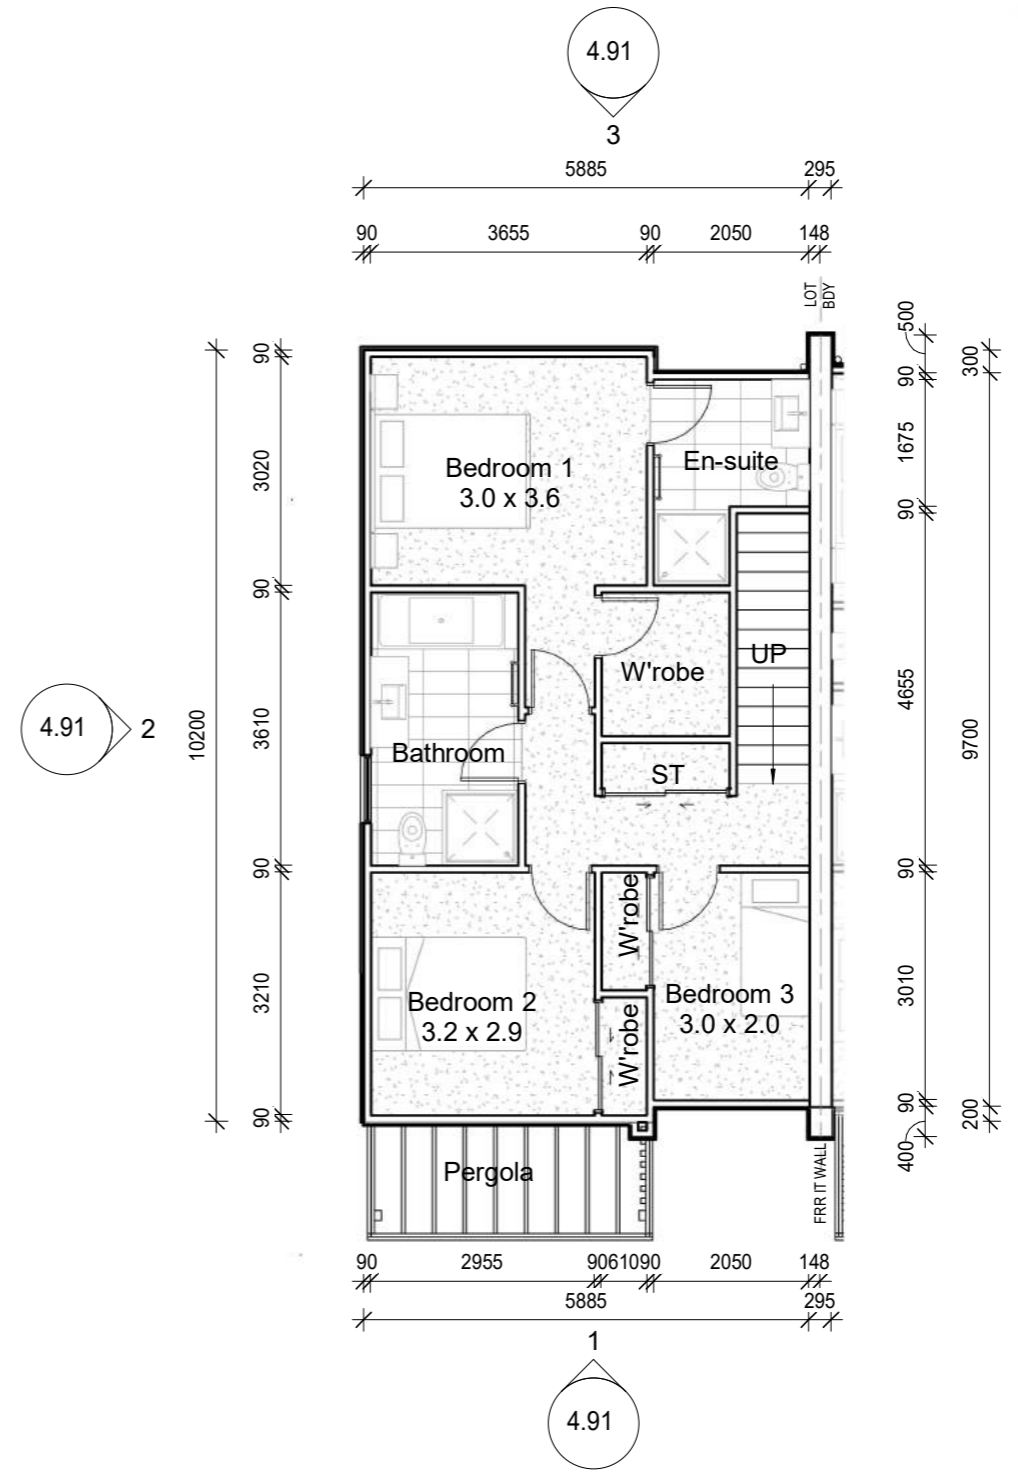 4.91
3
5885 295
90 3655 90 2050 148
LOT
BDY
500
90
300
90
1675
3020
Bedroom 1
3.0 x 3.6
En-suite
90
90
W'robe
UP
4655
10200
3610
9700
4.91
2
Bathroom
ST
90
90
W'robe
3210
3010
Bedroom 2
3.2 x 2.9
W'robe
Bedroom 3
3.0 x 2.0
90
90
200
400
Pergola
FRR IT WALL
90 2955 90 610 90 2050 148
5885 295
1
4.91